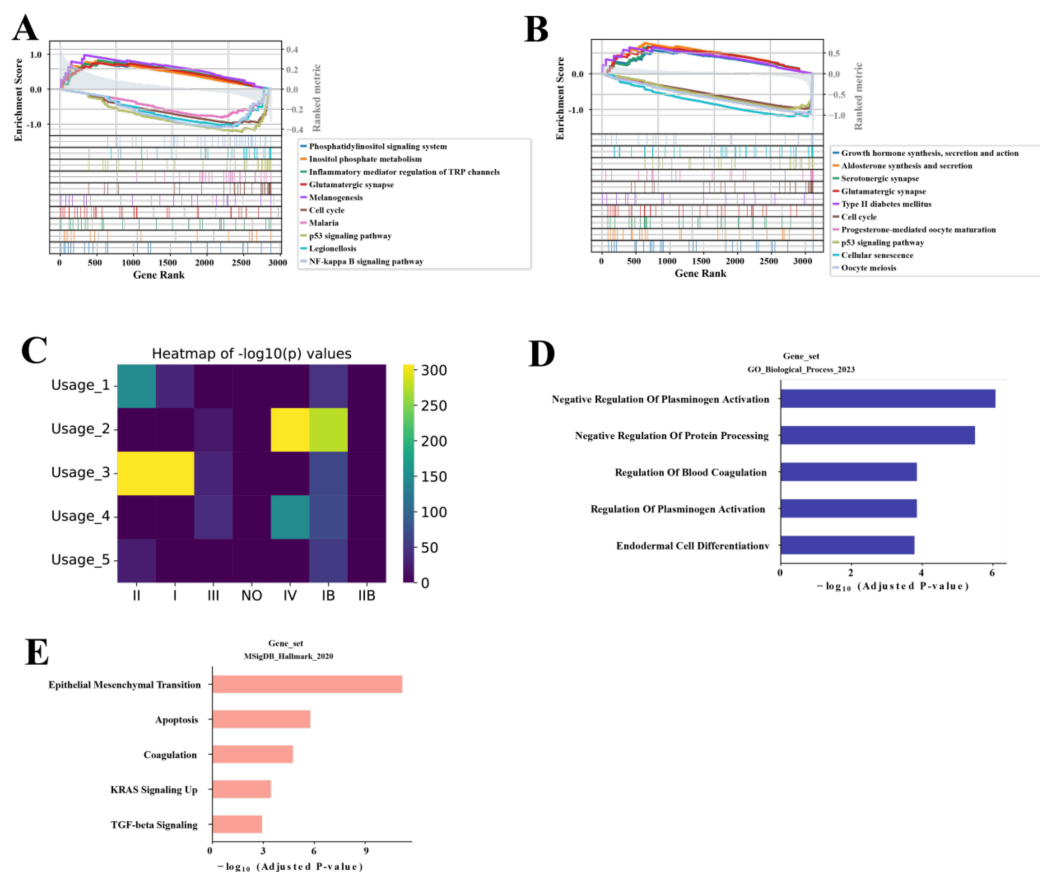 A
Enrichment Score
1.0
0.0
-1.0
0.4
0.2
0.0
−0.2
−0.4
Ranked metric
0
500
1000
1500
2000
2500
3000
Gene Rank
Phosphatidylinositol signaling system
Inositol phosphate metabolism
Inflammatory mediator regulation of TRP channels
Glutamatergic synapse
Melanogenesis
Cell cycle
Malaria
p53 signaling pathway
Legionellosis
NF-kappa B signaling pathway
B
Enrichment Score
0.0
-1.0
0.5
0.0
−0.5
−1.0
Ranked metric
0
500
1000
1500
2000
2500
3000
Gene Rank
Growth hormone synthesis, secretion and action
Aldosterone synthesis and secretion
Serotonergic synapse
Glutamatergic synapse
Type II diabetes mellitus
Cell cycle
Progesterone-mediated oocyte maturation
p53 signaling pathway
Cellular senescence
Oocyte meiosis
C
Heatmap of -log10(p) values
Usage_1
Usage_2
Usage_3
Usage_4
Usage_5
II
I
III
NO
IV
IB
IIB
300
250
200
150
100
50
0
D
Gene_set
GO_Biological_Process_2023
Negative Regulation Of Plasminogen Activation
Negative Regulation Of Protein Processing
Regulation Of Blood Coagulation
Regulation Of Plasminogen Activation
Endodermal Cell Differentiationv
0
2
4
6
−log₁₀ (Adjusted P-value)
E
Gene_set
MSigDB_Hallmark_2020
Epithelial Mesenchymal Transition
Apoptosis
Coagulation
KRAS Signaling Up
TGF-beta Signaling
0
3
6
9
−log₁₀ (Adjusted P-value)